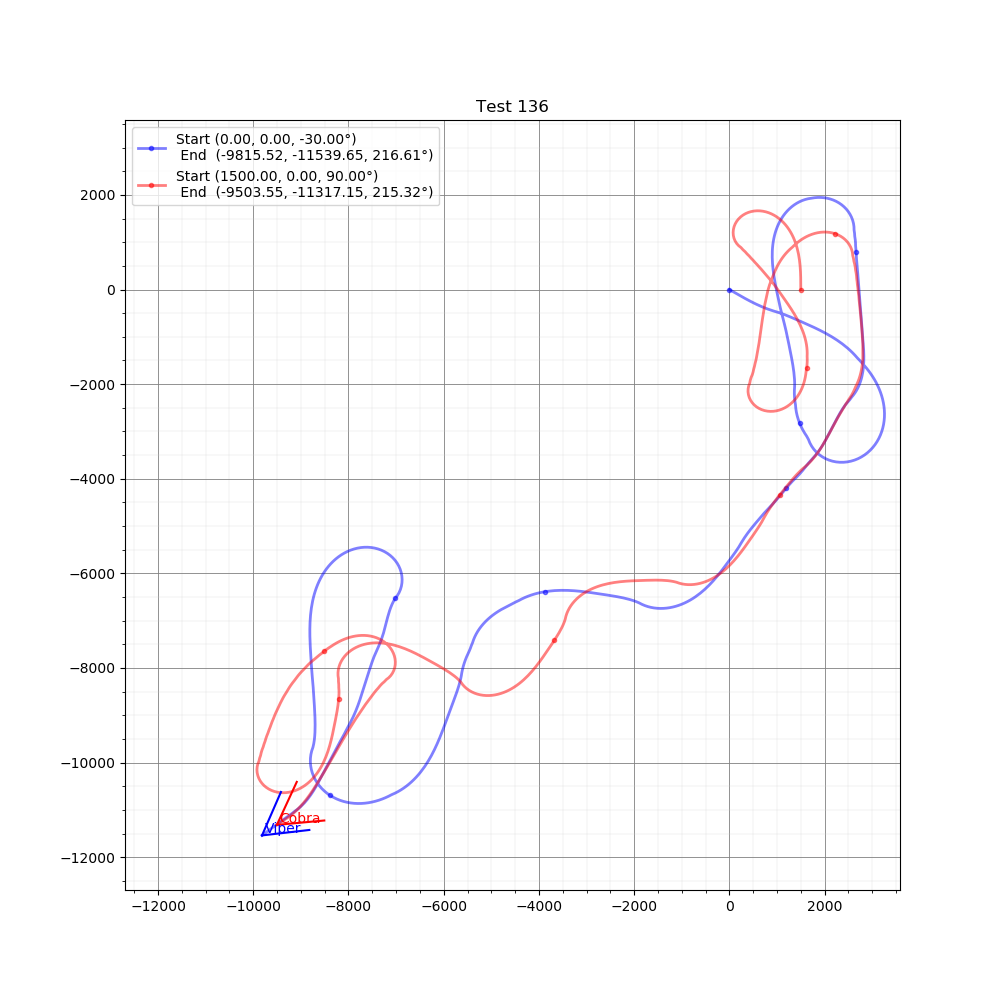 Test 136
Start (0.00, 0.00, -30.00°)
End (-9815.52, -11539.65, 216.61°)
Start (1500.00, 0.00, 90.00°)
End (-9503.55, -11317.15, 215.32°)
2000
0
−2000
−4000
−6000
−8000
−10000
−12000
Cobra
Viper
−12000 −10000 −8000 −6000 −4000 −2000 0 2000